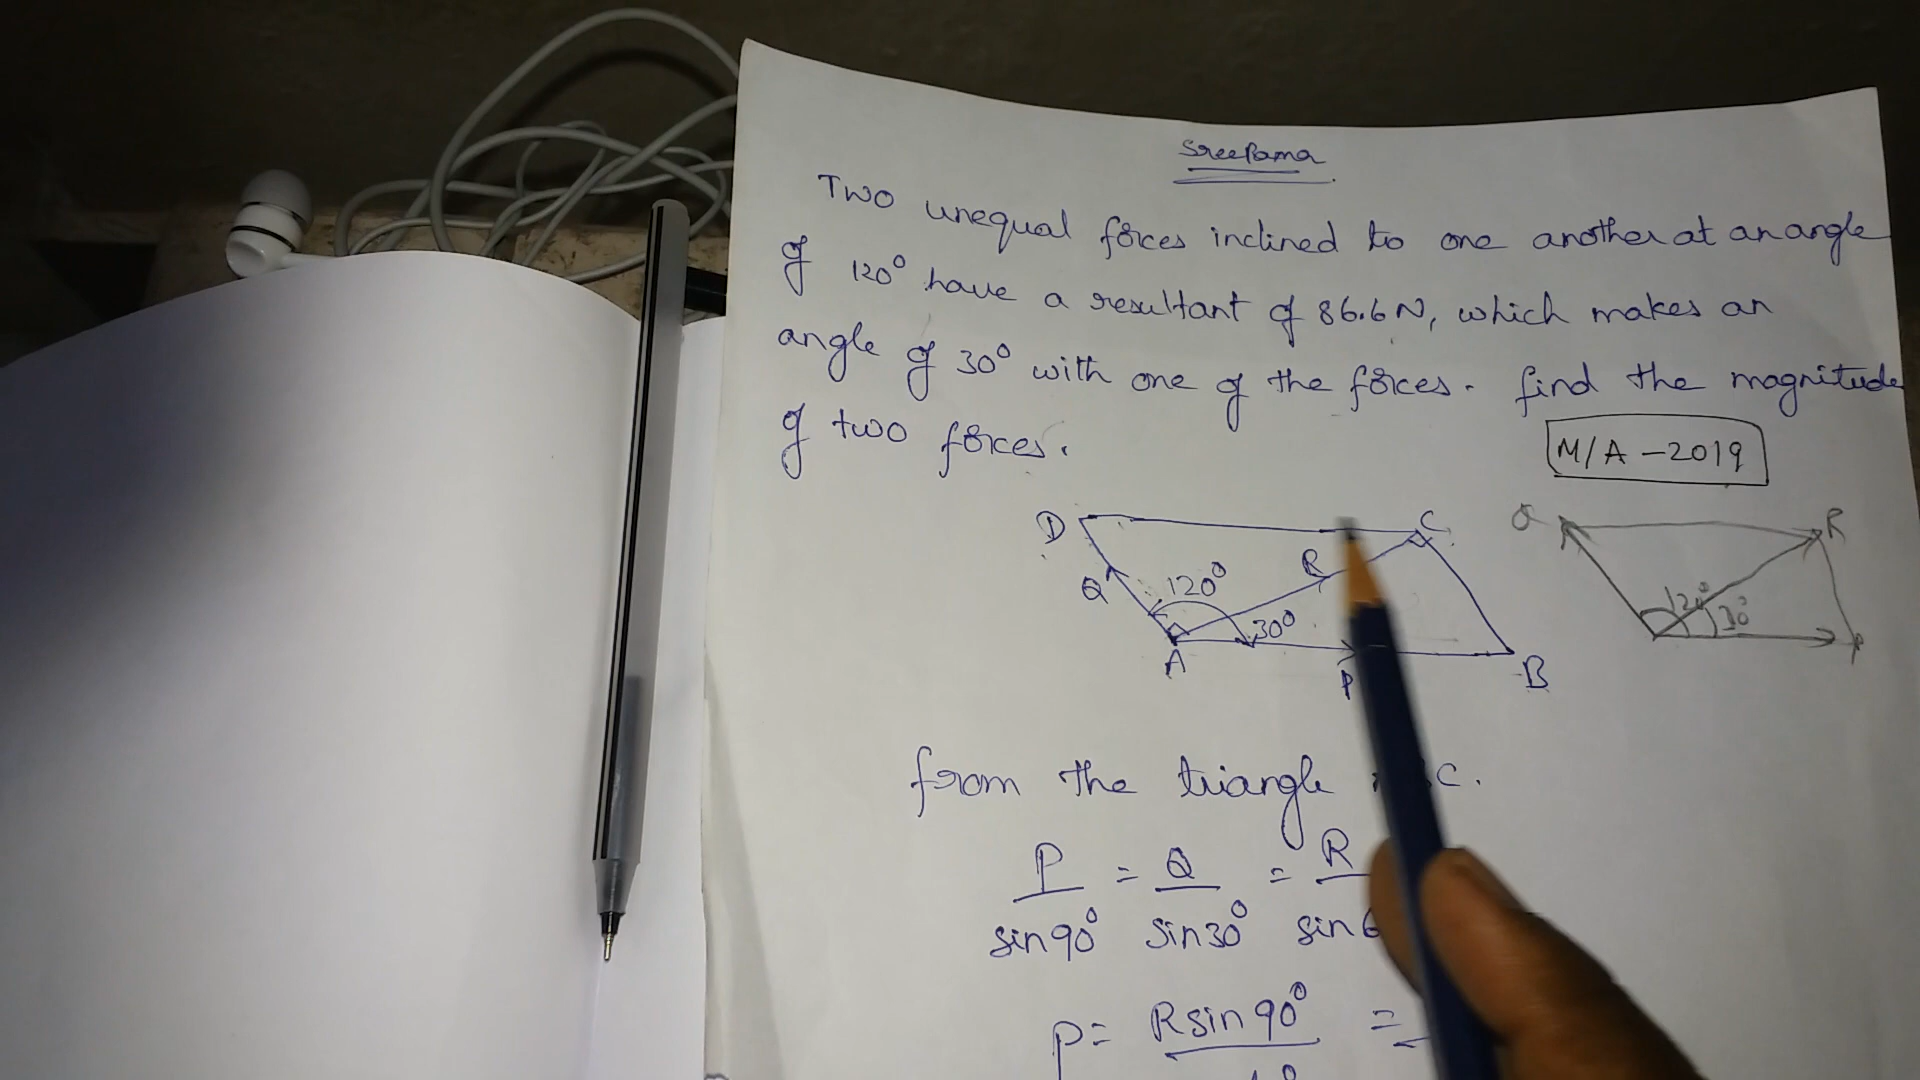 SreeRama
Two unequal forces inclined to one another at an angle
of 120° have a resultant of 86.6 N, which makes an
angle of 30° with one of the forces. find the magnitude
of two forces.
M/A - 2019
D C
Q 120° R
30°
A P B
Q R
120° 30°
P
from the triangle C.
P = Q = R
sin90° sin30° sin6
P = Rsin90° =